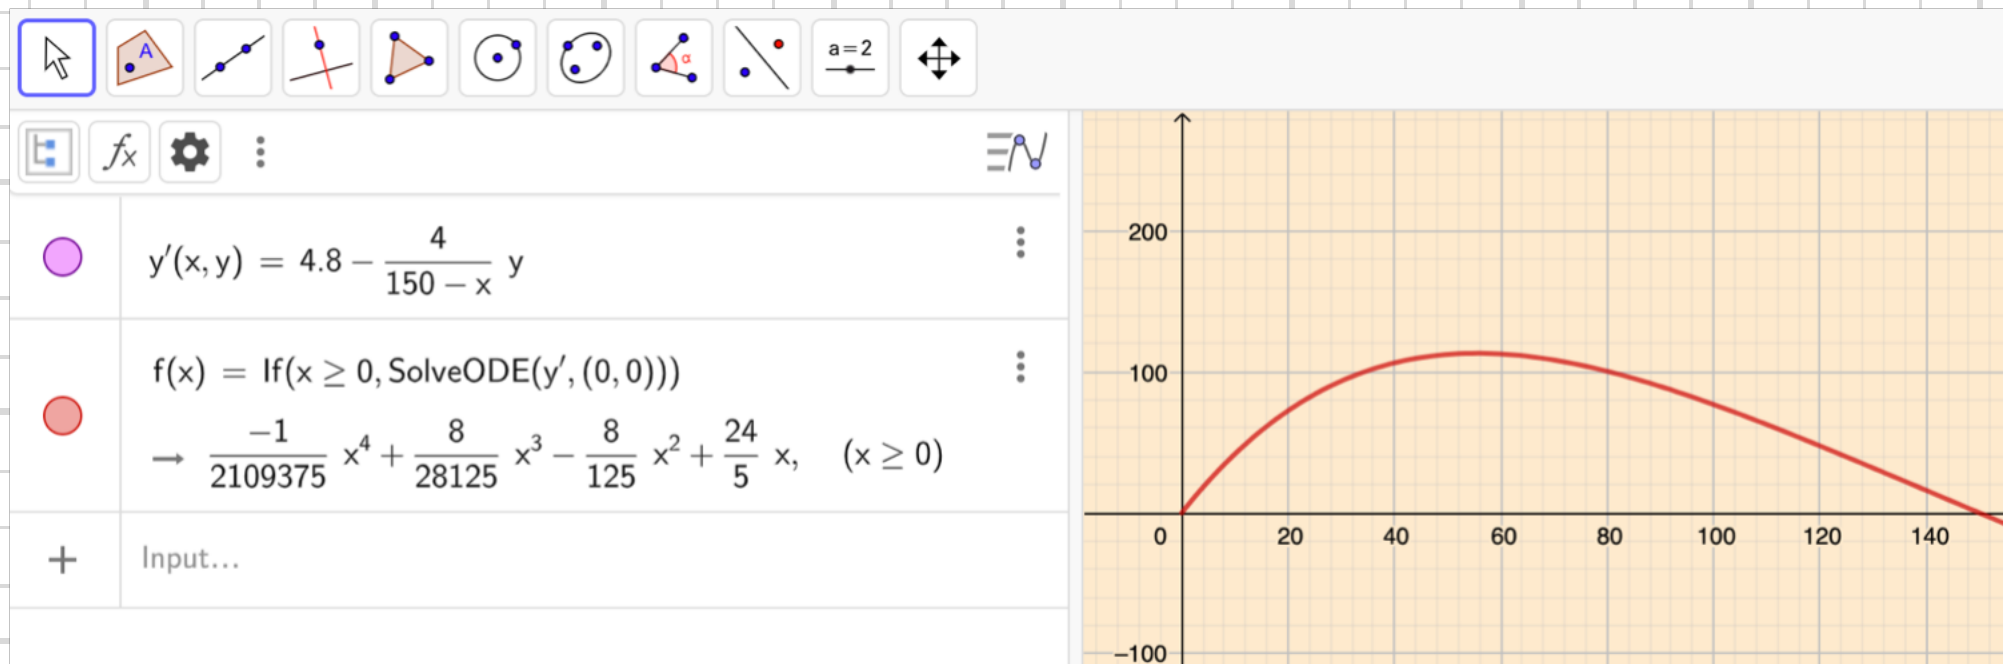 A
α
a=2
fx
y′(x, y) = 4.8 − 4/(150 − x) y
f(x) = If(x ≥ 0, SolveODE(y′, (0, 0)))
→ −1/2109375 x⁴ + 8/28125 x³ − 8/125 x² + 24/5 x, (x ≥ 0)
+ Input...
200
100
0 20 40 60 80 100 120 140
−100